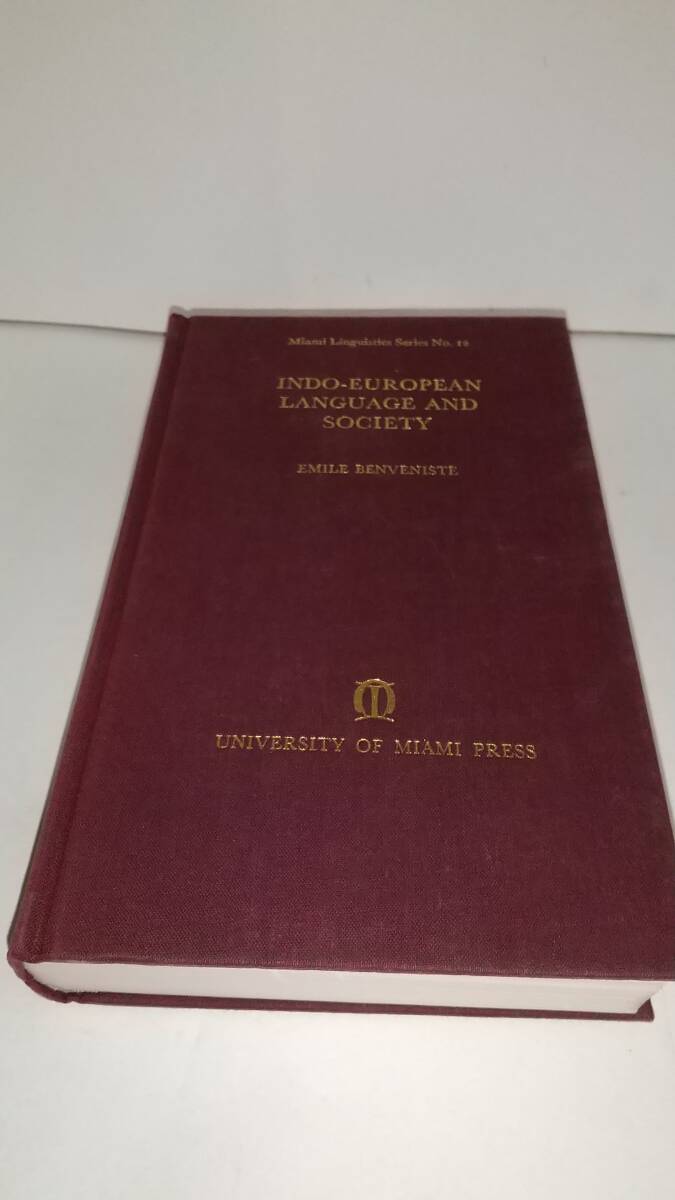 Miami Linguistics Series No. 12
INDO-EUROPEAN
LANGUAGE AND
SOCIETY
EMILE BENVENISTE
UNIVERSITY OF MIAMI PRESS